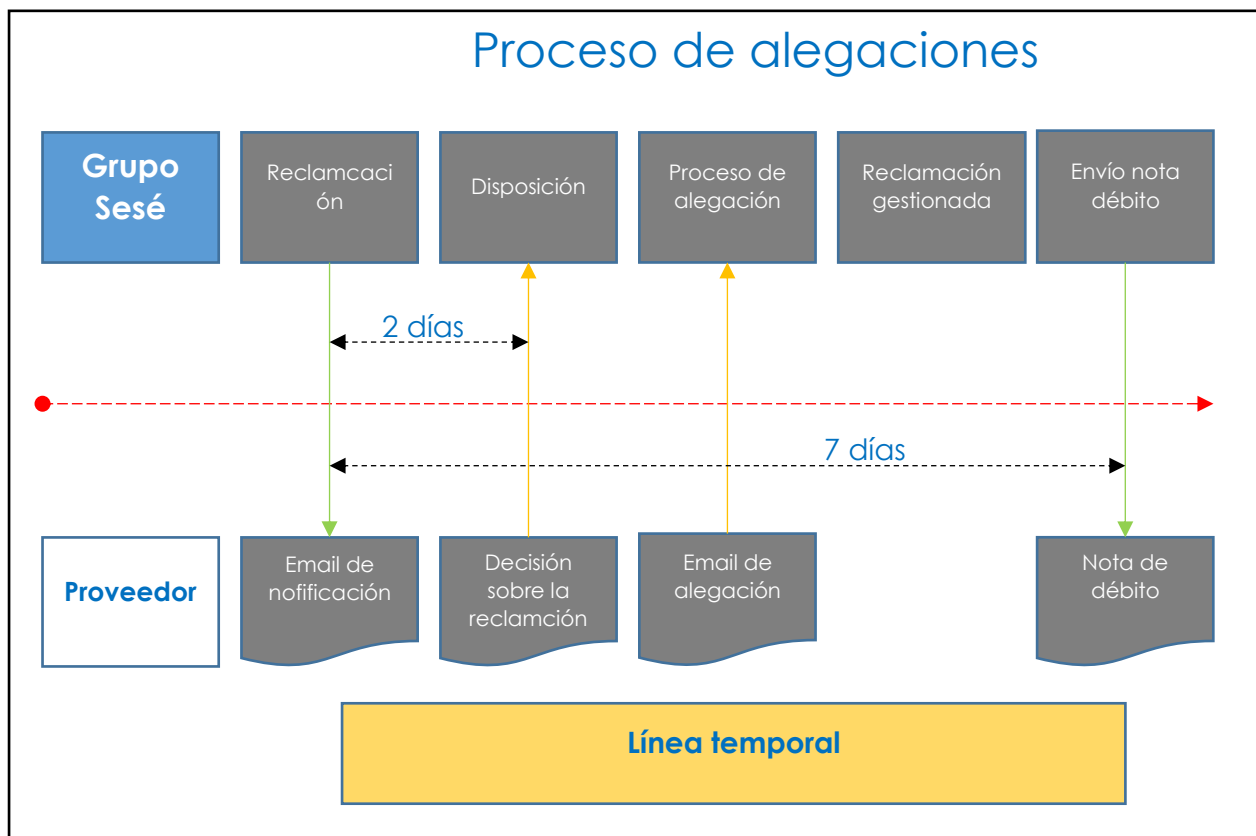 Proceso de alegaciones
Grupo
Sesé
Reclamcaci
ón
Disposición
Proceso de
alegación
Reclamación
gestionada
Envío nota
débito
2 días
7 días
Proveedor
Email de
nofificación
Decisión
sobre la
reclamción
Email de
alegación
Nota de
débito
Línea temporal